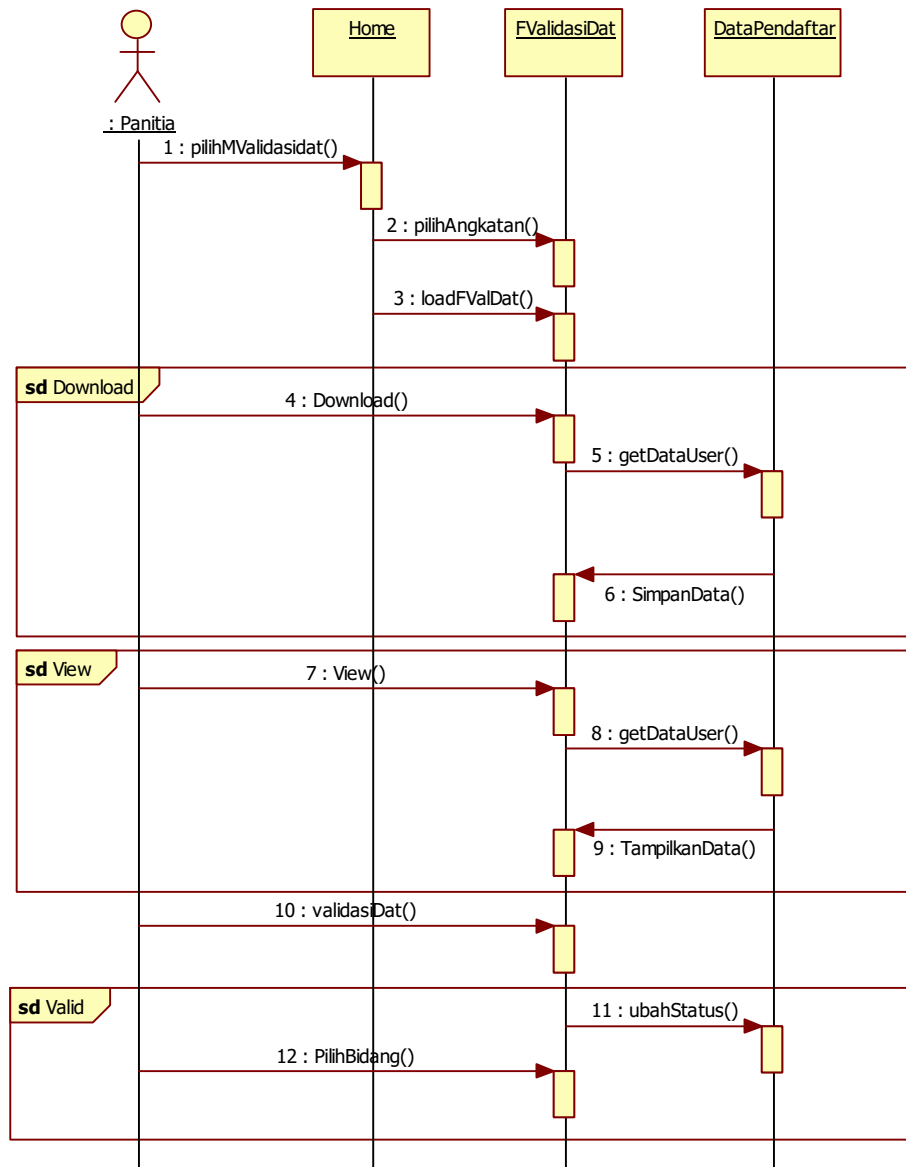 Home
FValidasiDat
DataPendaftar
: Panitia
1 : pilihMValidasidat()
2 : pilihAngkatan()
3 : loadFValDat()
sd Download
4 : Download()
5 : getDataUser()
6 : SimpanData()
sd View
7 : View()
8 : getDataUser()
9 : TampilkanData()
10 : validasiDat()
sd Valid
11 : ubahStatus()
12 : PilihBidang()